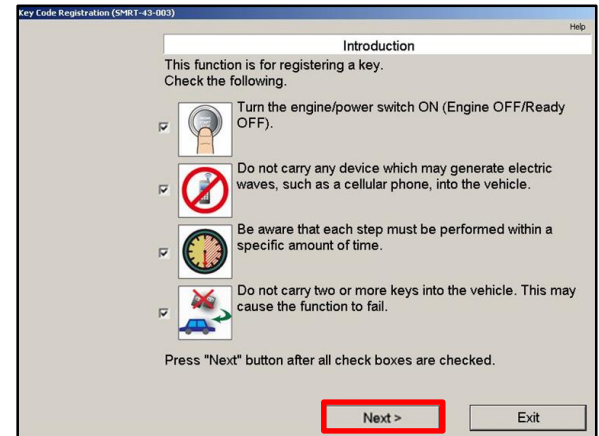 Key Code Registration (SMRT-43-003)
Help
Introduction
This function is for registering a key.
Check the following.
Turn the engine/power switch ON (Engine OFF/Ready
OFF).
Do not carry any device which may generate electric
waves, such as a cellular phone, into the vehicle.
Be aware that each step must be performed within a
specific amount of time.
Do not carry two or more keys into the vehicle. This may
cause the function to fail.
Press "Next" button after all check boxes are checked.
Next >
Exit